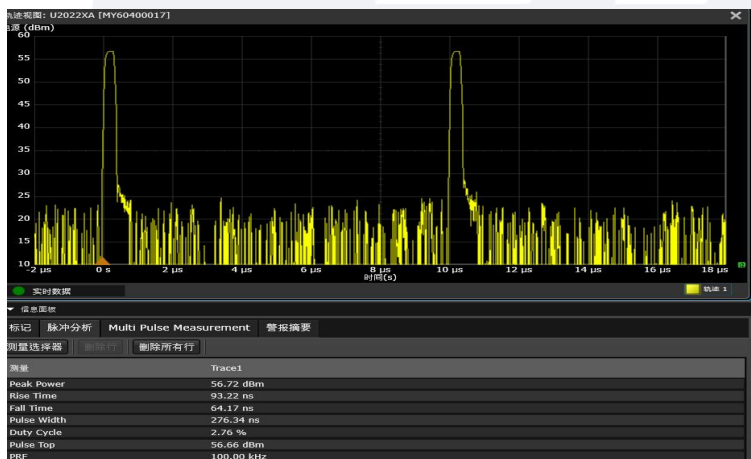 轨迹视图: U2022XA [MY60400017]
(dBm)
60
55
50
45
40
35
30
25
20
15
10
-2 µs 0 s 2 µs 4 µs 6 µs 8 µs 10 µs 12 µs 14 µs 16 µs 18 µs
时间(s)
实时数据 轨迹 1
信息面板
标记 脉冲分析 Multi Pulse Measurement 警报摘要
测量选择器 删除行 删除所有行
测量 Trace1
Peak Power 56.72 dBm
Rise Time 93.22 ns
Fall Time 64.17 ns
Pulse Width 276.34 ns
Duty Cycle 2.76 %
Pulse Top 56.66 dBm
PRF 100.00 kHz